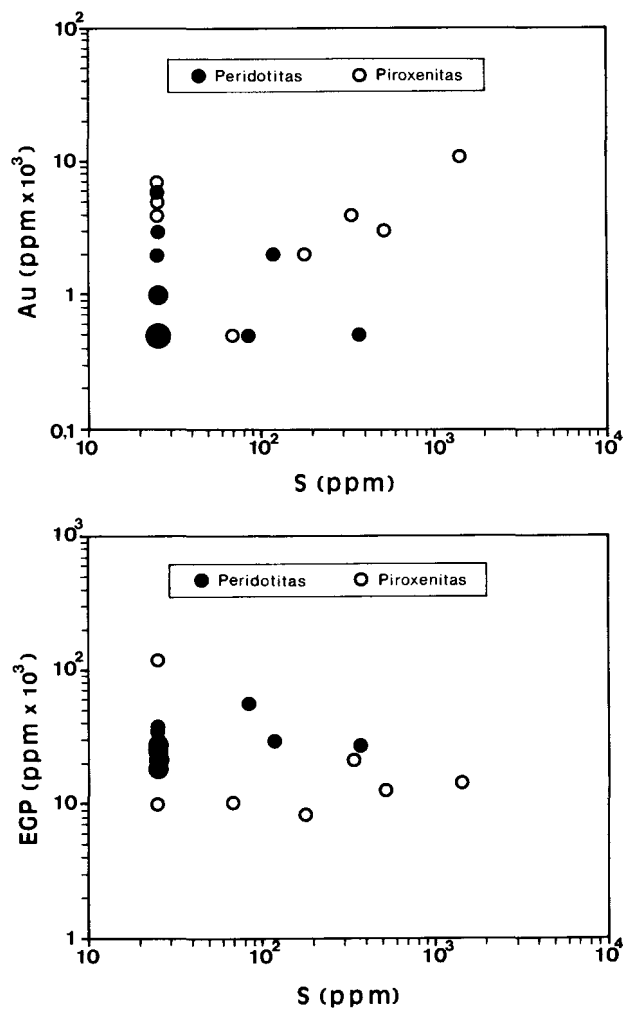 10²
Peridotitas Piroxenitas
10
1
0.1
Au (ppm x 10³)
10 10² 10³ 10⁴
S (ppm)
10³
Peridotitas Piroxenitas
10²
10
1
EGP (ppm x 10³)
10 10² 10³ 10⁴
S (ppm)